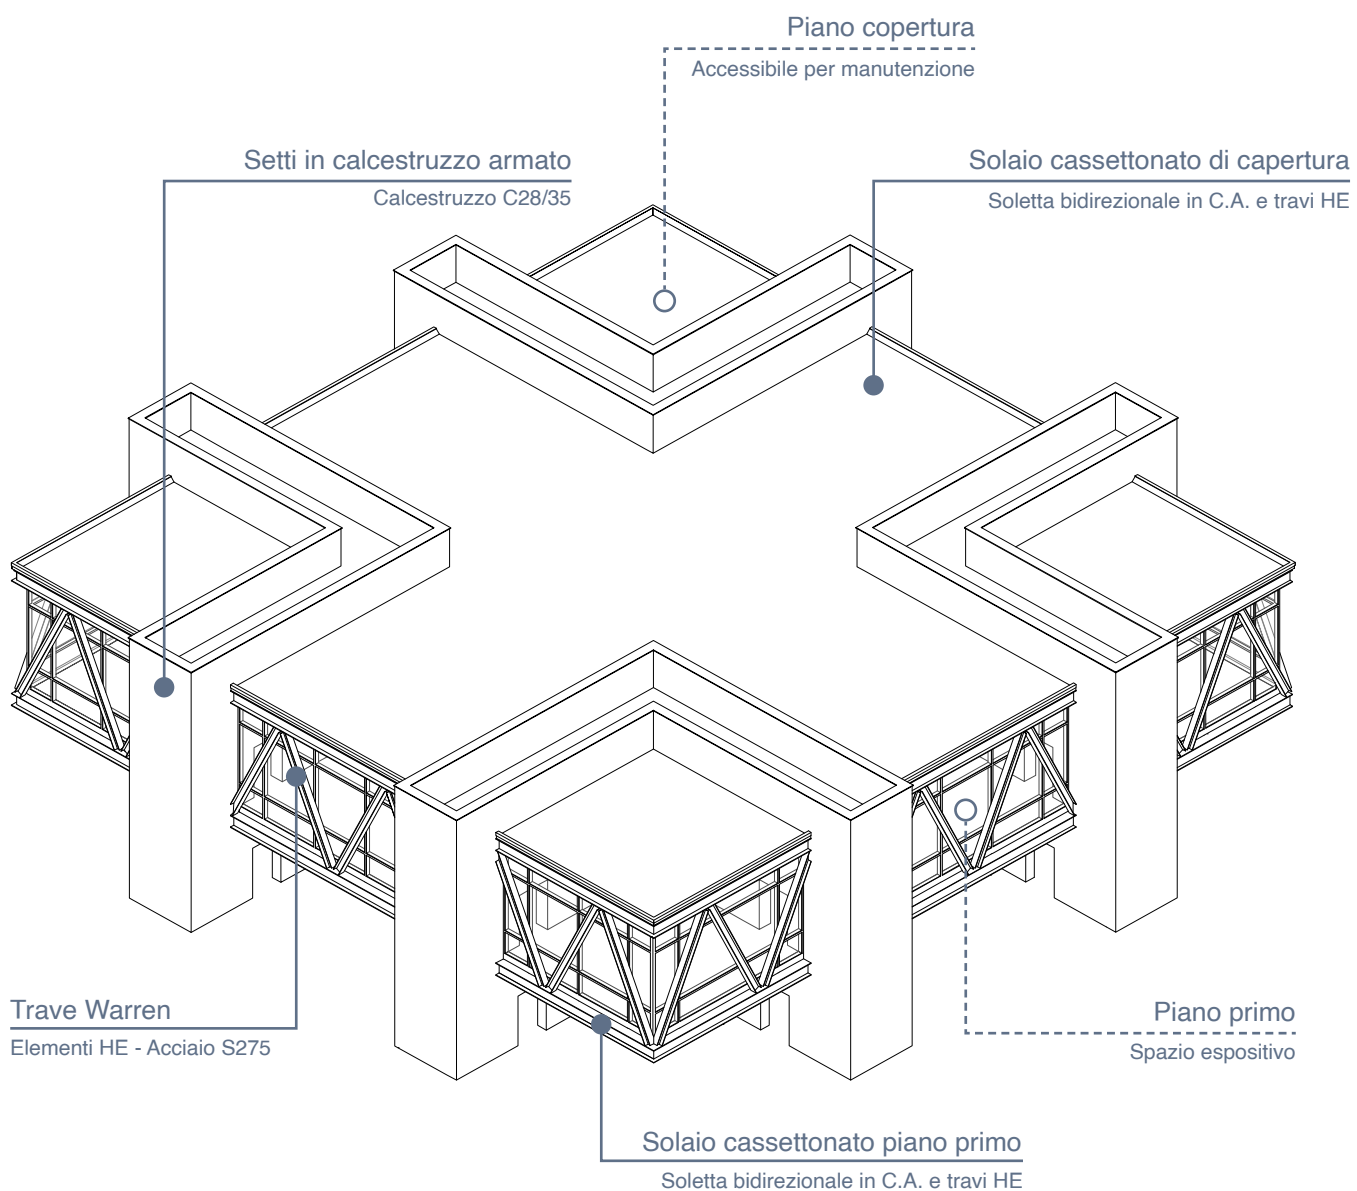 Piano copertura
Accessibile per manutenzione
Setti in calcestruzzo armato
Calcestruzzo C28/35
Solaio cassettonato di capertura
Soletta bidirezionale in C.A. e travi HE
Trave Warren
Elementi HE - Acciaio S275
Piano primo
Spazio espositivo
Solaio cassettonato piano primo
Soletta bidirezionale in C.A. e travi HE